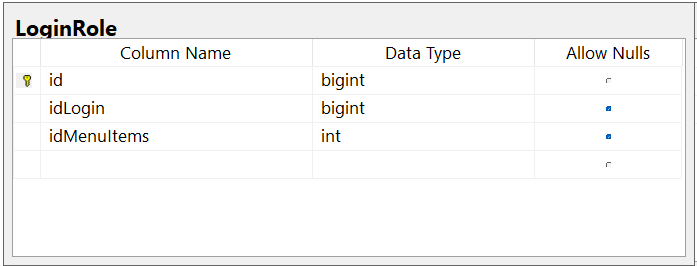 LoginRole
Column Name Data Type Allow Nulls
id bigint
idLogin bigint
idMenuItems int